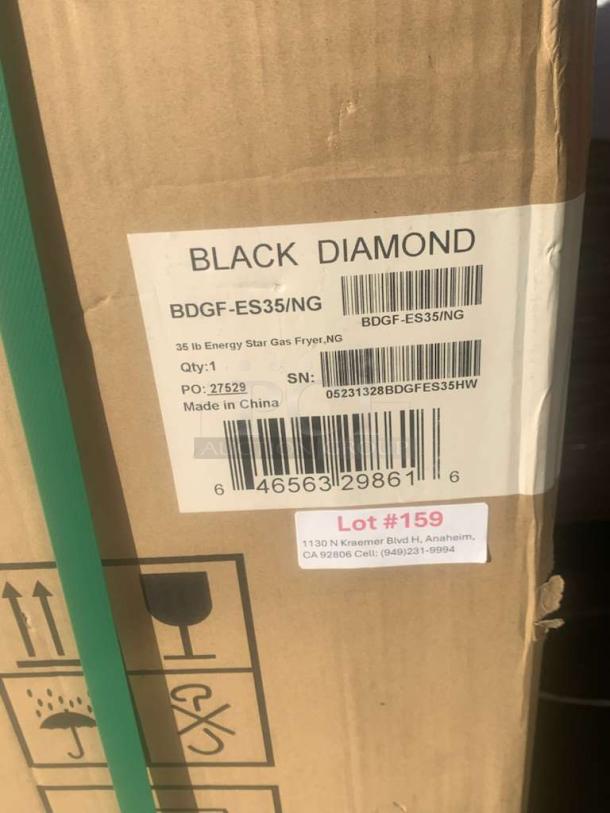 BLACK DIAMOND
BDGF-ES35/NG
BDGF-ES35/NG
35 lb Energy Star Gas Fryer,NG
Qty:1
SN:
05231328BDGFES35HW
PO: 27529
Made in China
AUCTION GROUP
6 46563 29861 6
Lot #159
1130 N Kraemer Blvd H, Anaheim,
CA 92806 Cell: (949)231-9994